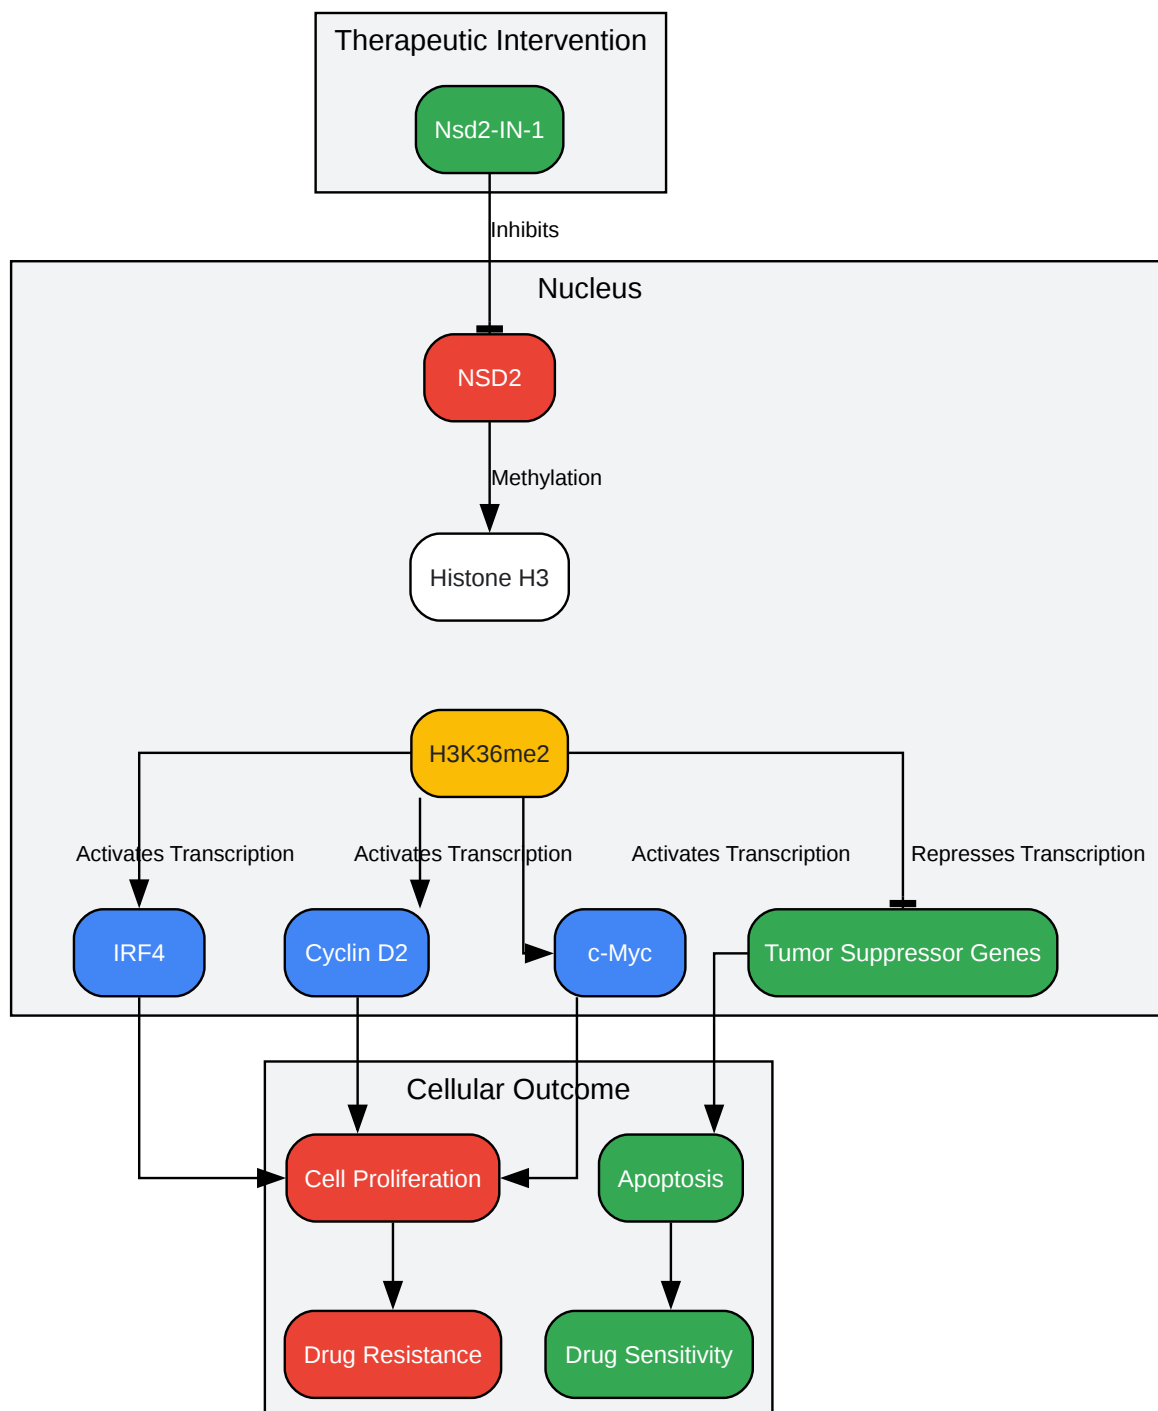 Therapeutic Intervention
Nsd2-IN-1
Inhibits
Nucleus
NSD2
Methylation
Histone H3
H3K36me2
Activates Transcription
Activates Transcription
Activates Transcription
Represses Transcription
IRF4
Cyclin D2
c-Myc
Tumor Suppressor Genes
Cellular Outcome
Cell Proliferation
Apoptosis
Drug Resistance
Drug Sensitivity